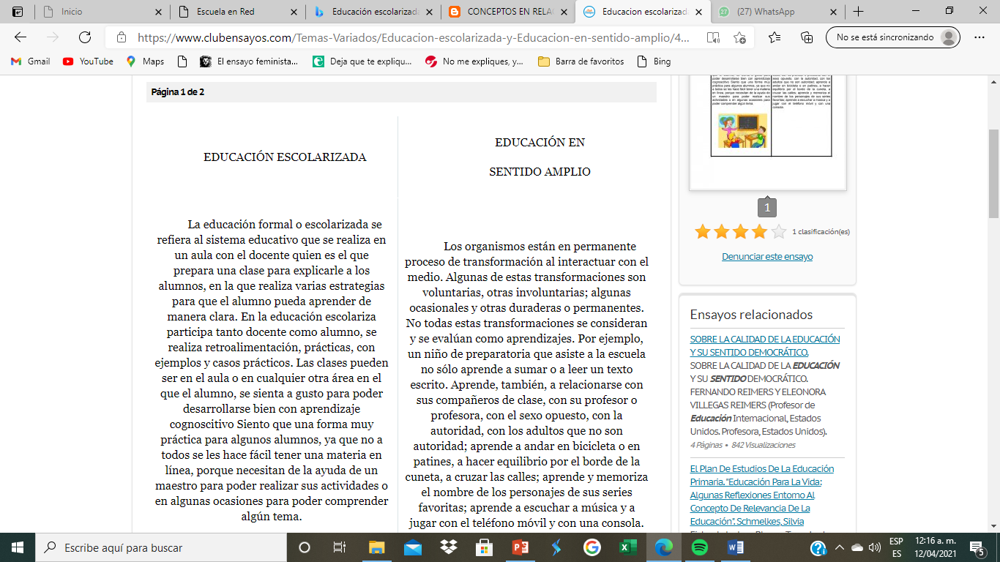 Inicio
Escuela en Red
Educación escolarizad
CONCEPTOS EN RELA
Educacion escolarizad
(27) WhatsApp
https://www.clubensayos.com/Temas-Variados/Educacion-escolarizada-y-Educacion-en-sentido-amplio/4...
No se está sincronizando
Gmail
YouTube
Maps
El ensayo feminista...
Deja que te expliqu...
No me expliques, y...
Barra de favoritos
Bing
Página 1 de 2
EDUCACIÓN ESCOLARIZADA
La educación formal o escolarizada se
refiera al sistema educativo que se realiza en
un aula con el docente quien es el que
prepara una clase para explicarle a los
alumnos, en la que realiza varias estrategias
para que el alumno pueda aprender de
manera clara. En la educación escolariza
participa tanto docente como alumno, se
realiza retroalimentación, prácticas, con
ejemplos y casos prácticos. Las clases pueden
ser en el aula o en cualquier otra área en el
que el alumno, se sienta a gusto para poder
desarrollarse bien con aprendizaje
cognoscitivo Siento que una forma muy
práctica para algunos alumnos, ya que no a
todos se les hace fácil tener una materia en
línea, porque necesitan de la ayuda de un
maestro para poder realizar sus actividades o
en algunas ocasiones para poder comprender
algún tema.
EDUCACIÓN EN
SENTIDO AMPLIO
Los organismos están en permanente
proceso de transformación al interactuar con el
medio. Algunas de estas transformaciones son
voluntarias, otras involuntarias; algunas
ocasionales y otras duraderas o permanentes.
No todas estas transformaciones se consideran
y se evalúan como aprendizajes. Por ejemplo,
un niño de preparatoria que asiste a la escuela
no sólo aprende a sumar o a leer un texto
escrito. Aprende, también, a relacionarse con
sus compañeros de clase, con su profesor o
profesora, con el sexo opuesto, con la
autoridad, con los adultos que no son
autoridad; aprende a andar en bicicleta o en
patines, a hacer equilibrio por el borde de la
cuneta, a cruzar las calles; aprende y memoriza
el nombre de los personajes de sus series
favoritas; aprende a escuchar a música y a
jugar con el teléfono móvil y con una consola.
1
1 clasificación(es)
Denunciar este ensayo
Ensayos relacionados
SOBRE LA CALIDAD DE LA EDUCACIÓN
Y SU SENTIDO DEMOCRÁTICO.
SOBRE LA CALIDAD DE LA EDUCACIÓN
Y SU SENTIDO DEMOCRÁTICO.
FERNANDO REIMERS Y ELEONORA
VILLEGAS REIMERS (Profesor de
Educación Internacional, Estados
Unidos. Profesora, Estados Unidos).
4 Páginas • 842 Visualizaciones
El Plan De Estudios De La Educación
Primaria. "Educación Para La Vida:
Algunas Reflexiones Entorno Al
Concepto De Relevancia De La
Educación". Schmelkes, Silvia
Escribe aquí para buscar
ESP
ES
12:16 a. m.
12/04/2021
5